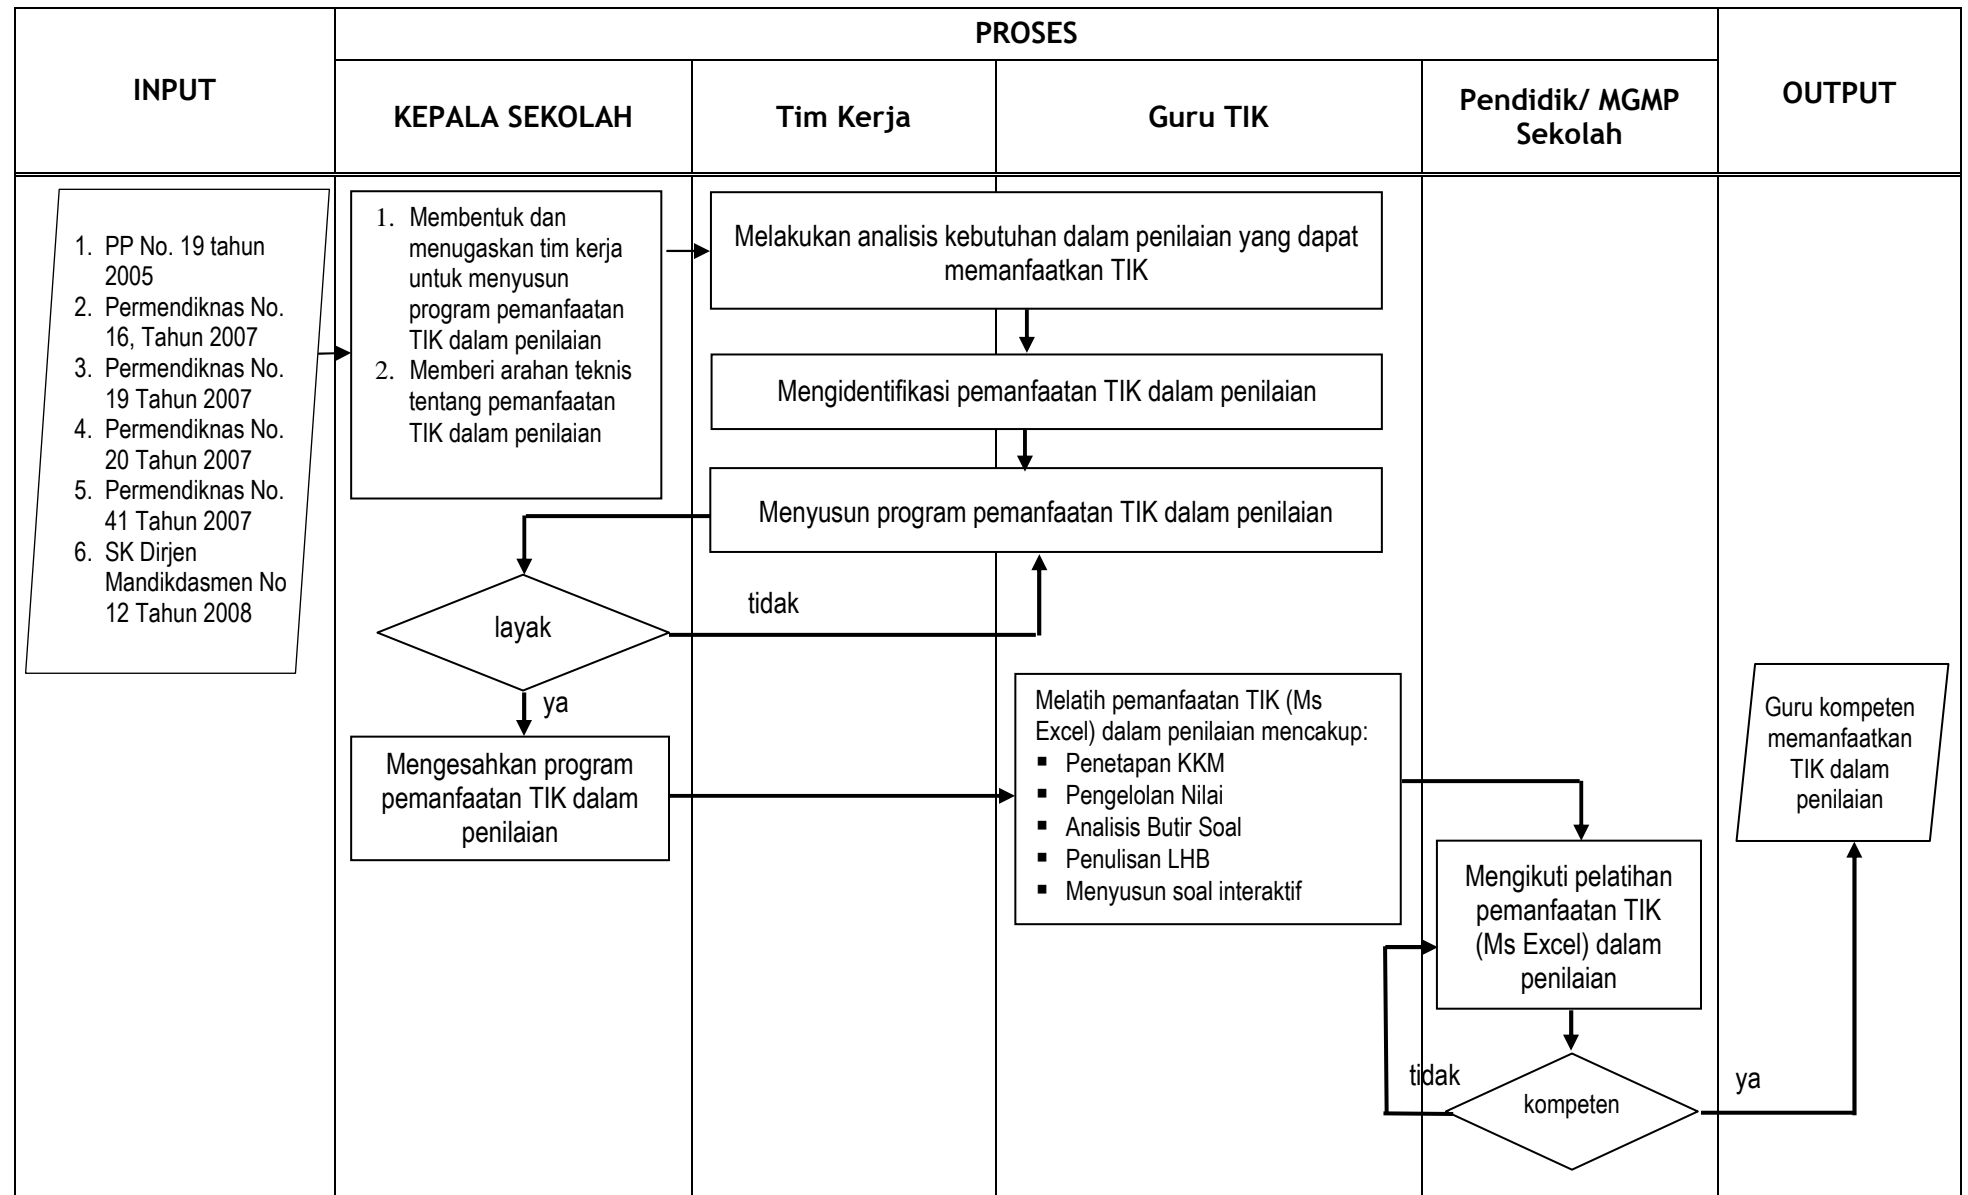 PROSES
INPUT
KEPALA SEKOLAH
Tim Kerja
Guru TIK
Pendidik/ MGMP
Sekolah
OUTPUT
1. PP No. 19 tahun
2005
2. Permendiknas No.
16, Tahun 2007
3. Permendiknas No.
19 Tahun 2007
4. Permendiknas No.
20 Tahun 2007
5. Permendiknas No.
41 Tahun 2007
6. SK Dirjen
Mandikdasmen No
12 Tahun 2008
1. Membentuk dan
menugaskan tim kerja
untuk menyusun
program pemanfaatan
TIK dalam penilaian
2. Memberi arahan teknis
tentang pemanfaatan
TIK dalam penilaian
Melakukan analisis kebutuhan dalam penilaian yang dapat
memanfaatkan TIK
Mengidentifikasi pemanfaatan TIK dalam penilaian
Menyusun program pemanfaatan TIK dalam penilaian
layak
tidak
ya
Mengesahkan program
pemanfaatan TIK dalam
penilaian
Melatih pemanfaatan TIK (Ms
Excel) dalam penilaian mencakup:
▪ Penetapan KKM
▪ Pengelolan Nilai
▪ Analisis Butir Soal
▪ Penulisan LHB
▪ Menyusun soal interaktif
Mengikuti pelatihan
pemanfaatan TIK
(Ms Excel) dalam
penilaian
tidak
kompeten
ya
Guru kompeten
memanfaatkan
TIK dalam
penilaian